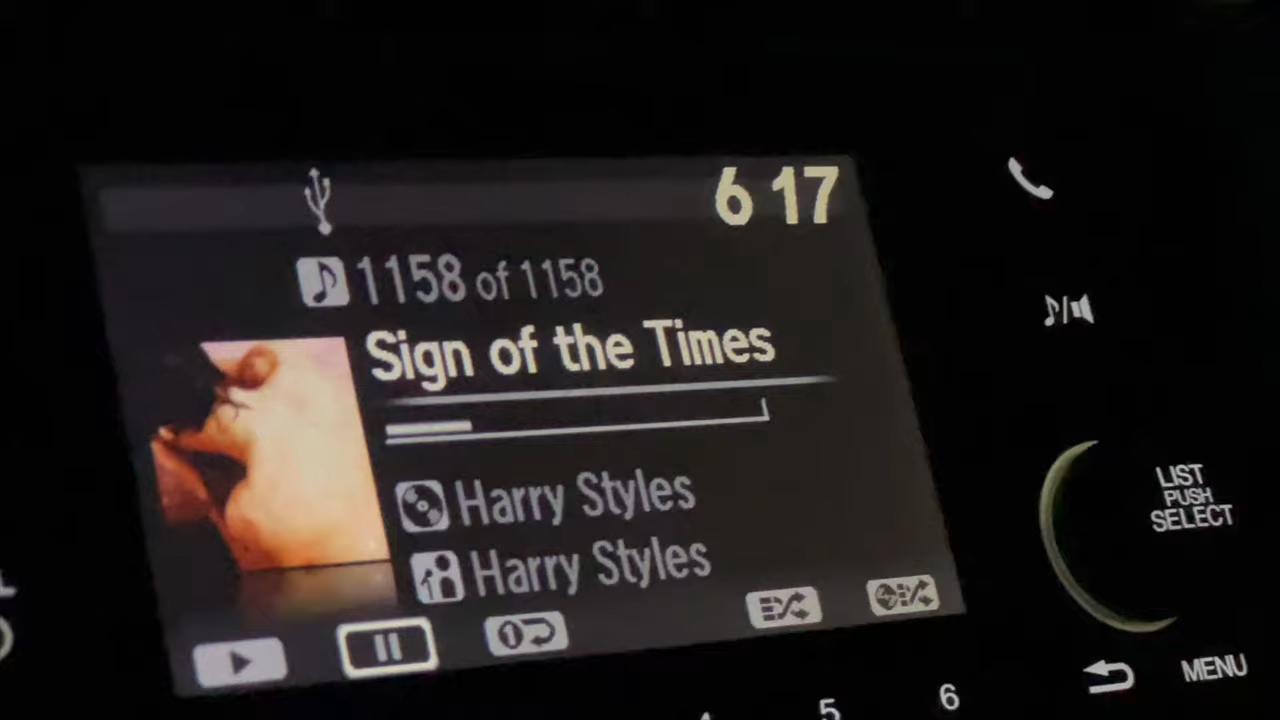 6 17
1158 of 1158
Sign of the Times
Harry Styles
Harry Styles
LIST
PUSH
SELECT
MENU
5
6